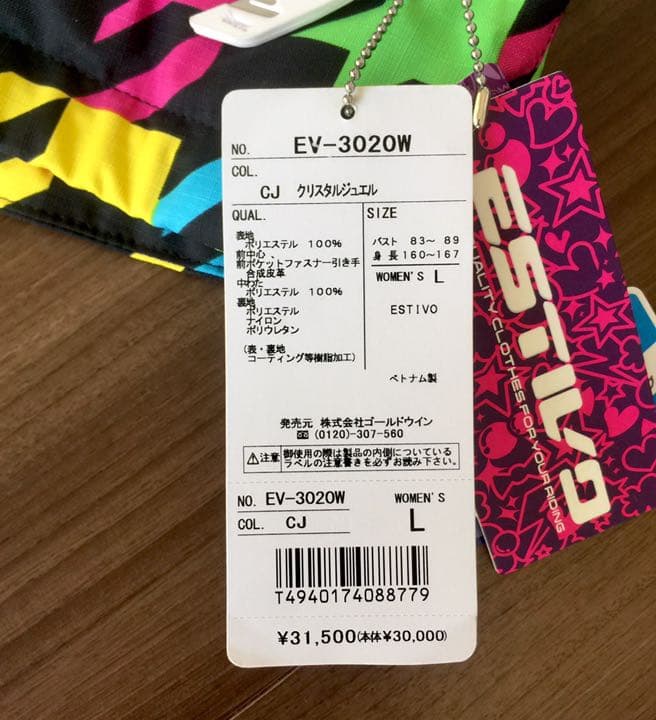 NO. EV-3020W
COL.
CJ クリスタルジュエル
QUAL.
表地
ポリエステル 100%
前中心、
前ポケットファスナー引き手
合成皮革
中わた
ポリエステル 100%
裏地
ポリエステル
ナイロン
ポリウレタン
(表・裏地
コーティング等樹脂加工)
SIZE
バスト 83〜 89
身 長 160〜167
WOMEN'S L
ESTIVO
ベトナム製
発売元 株式会社ゴールドウイン
(0120)-307-560
注意
御使用の際は製品の内側についている
ラベルの注意書きを必ずお読み下さい。
NO. EV-3020W
COL. CJ
WOMEN'S
L
T4940174088779
¥31,500(本体¥30,000)
ESTIVO
QUALITY CLOTHES FOR YOUR RIDING